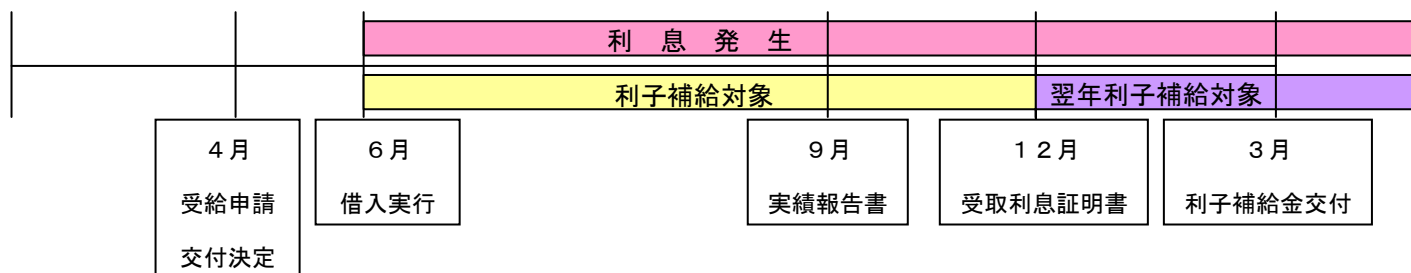 利　息　発　生
利子補給対象
翌年利子補給対象
４月
受給申請
交付決定
６月
借入実行
９月
実績報告書
１２月
受取利息証明書
３月
利子補給金交付